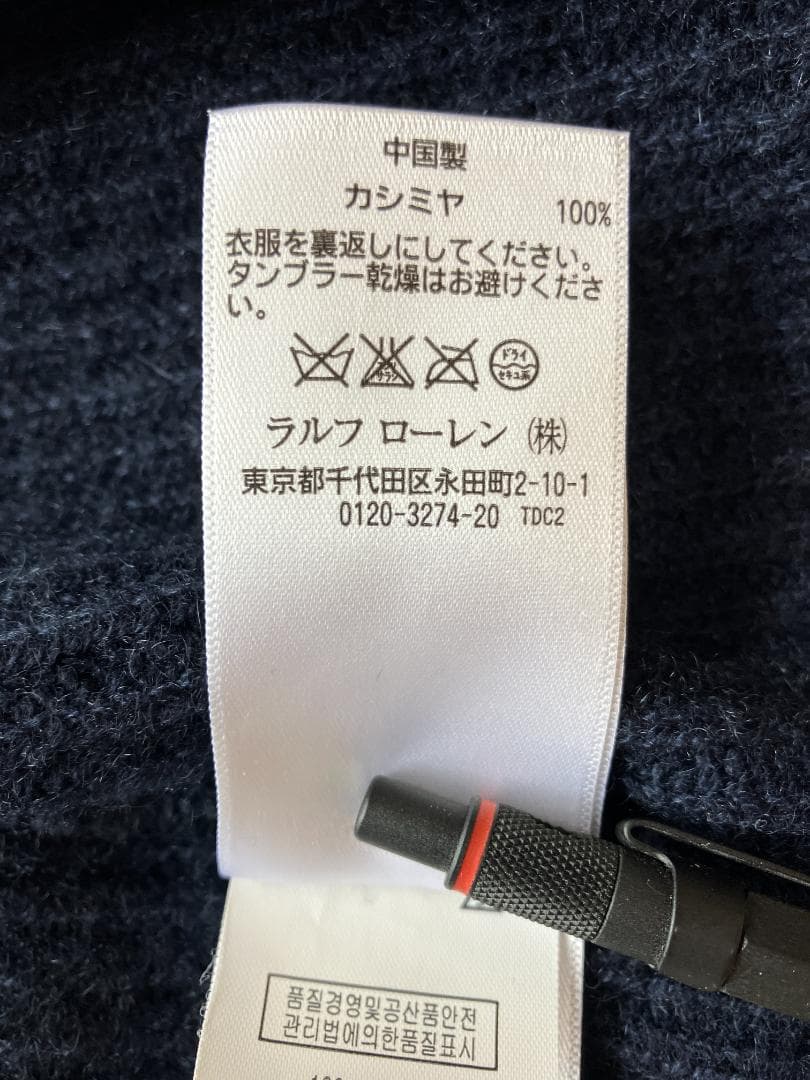 中国製
カシミヤ 100%
衣服を裏返しにしてください。
タンブラー乾燥はお避けくださ
い。
ドライ
セキユ系
ラルフ ローレン (株)
東京都千代田区永田町2-10-1
0120-3274-20 TDC2
품질경영및공산품안전
관리법에의한품질표시